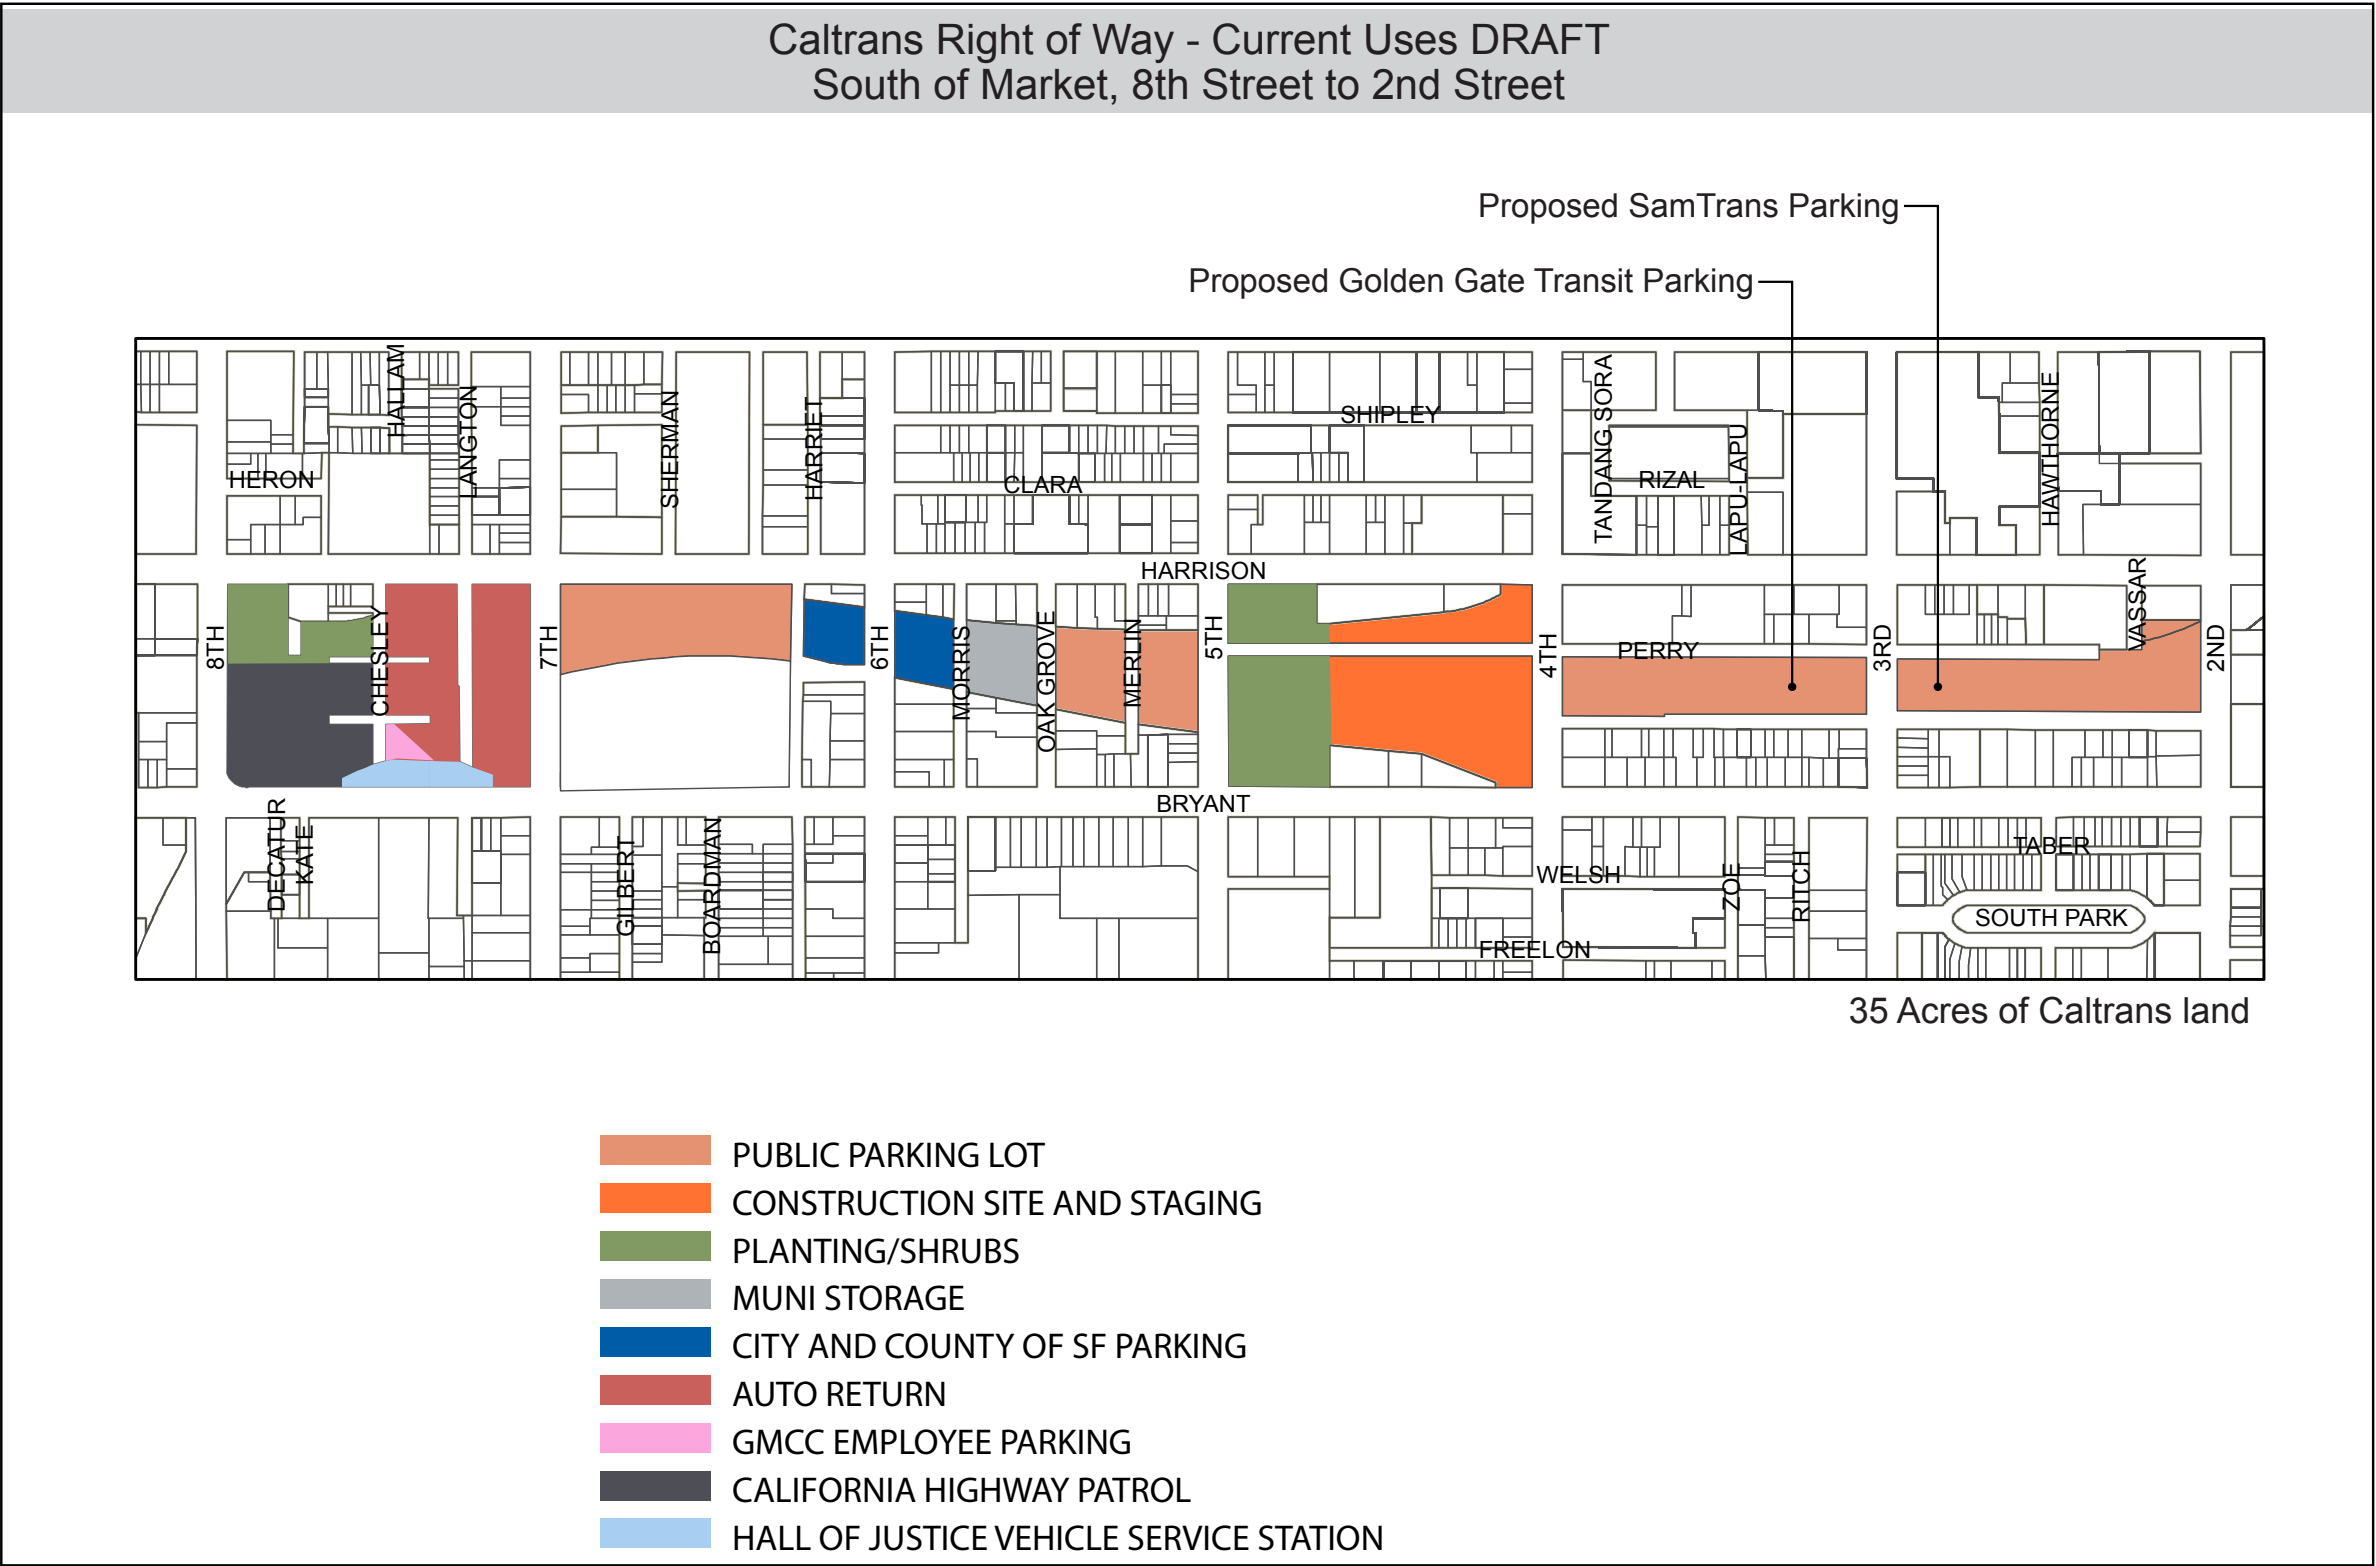 Caltrans Right of Way - Current Uses DRAFT
South of Market, 8th Street to 2nd Street
Proposed SamTrans Parking
Proposed Golden Gate Transit Parking
HALLAM
LANGTON
HERON
SHERMAN
HARRIET
CLARA
SHIPLEY
TANDANG SORA
RIZAL
LAPU-LAPU
HAWTHORNE
HARRISON
8TH
CHESLEY
7TH
6TH
MORRIS
OAK GROVE
MERLIN
5TH
4TH
PERRY
3RD
VASSAR
2ND
BRYANT
DECATUR
KATE
GILBERT
BOARDMAN
WELSH
FREELON
ZOE
RITCH
TABER
SOUTH PARK
35 Acres of Caltrans land
PUBLIC PARKING LOT
CONSTRUCTION SITE AND STAGING
PLANTING/SHRUBS
MUNI STORAGE
CITY AND COUNTY OF SF PARKING
AUTO RETURN
GMCC EMPLOYEE PARKING
CALIFORNIA HIGHWAY PATROL
HALL OF JUSTICE VEHICLE SERVICE STATION